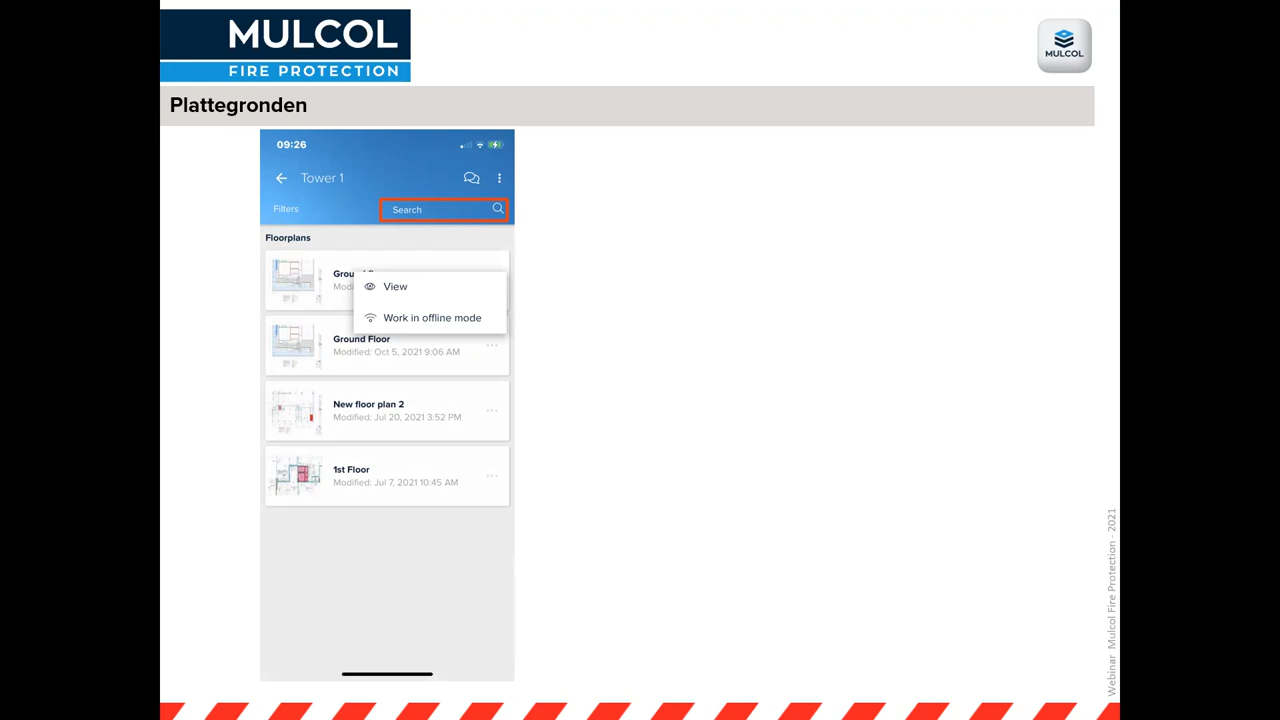 MULCOL
FIRE PROTECTION
MULCOL
Plattegronden
09:26
Tower 1
Filters
Search
Floorplans
View
Work in offline mode
Ground Floor
Modified: Oct 5, 2021 9:06 AM
New floor plan 2
Modified: Jul 20, 2021 3:52 PM
1st Floor
Modified: Jul 7, 2021 10:45 AM
Webinar Mulcol Fire Protection - 2021